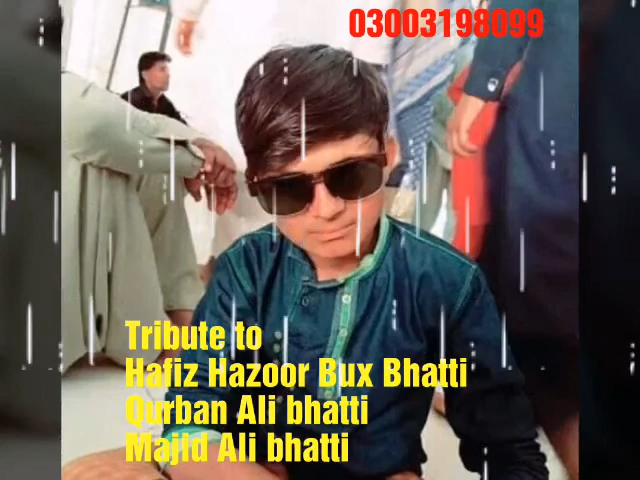 03003198099
Tribute to
Hafiz Hazoor Bux Bhatti
Qurban Ali bhatti
Majid Ali bhatti